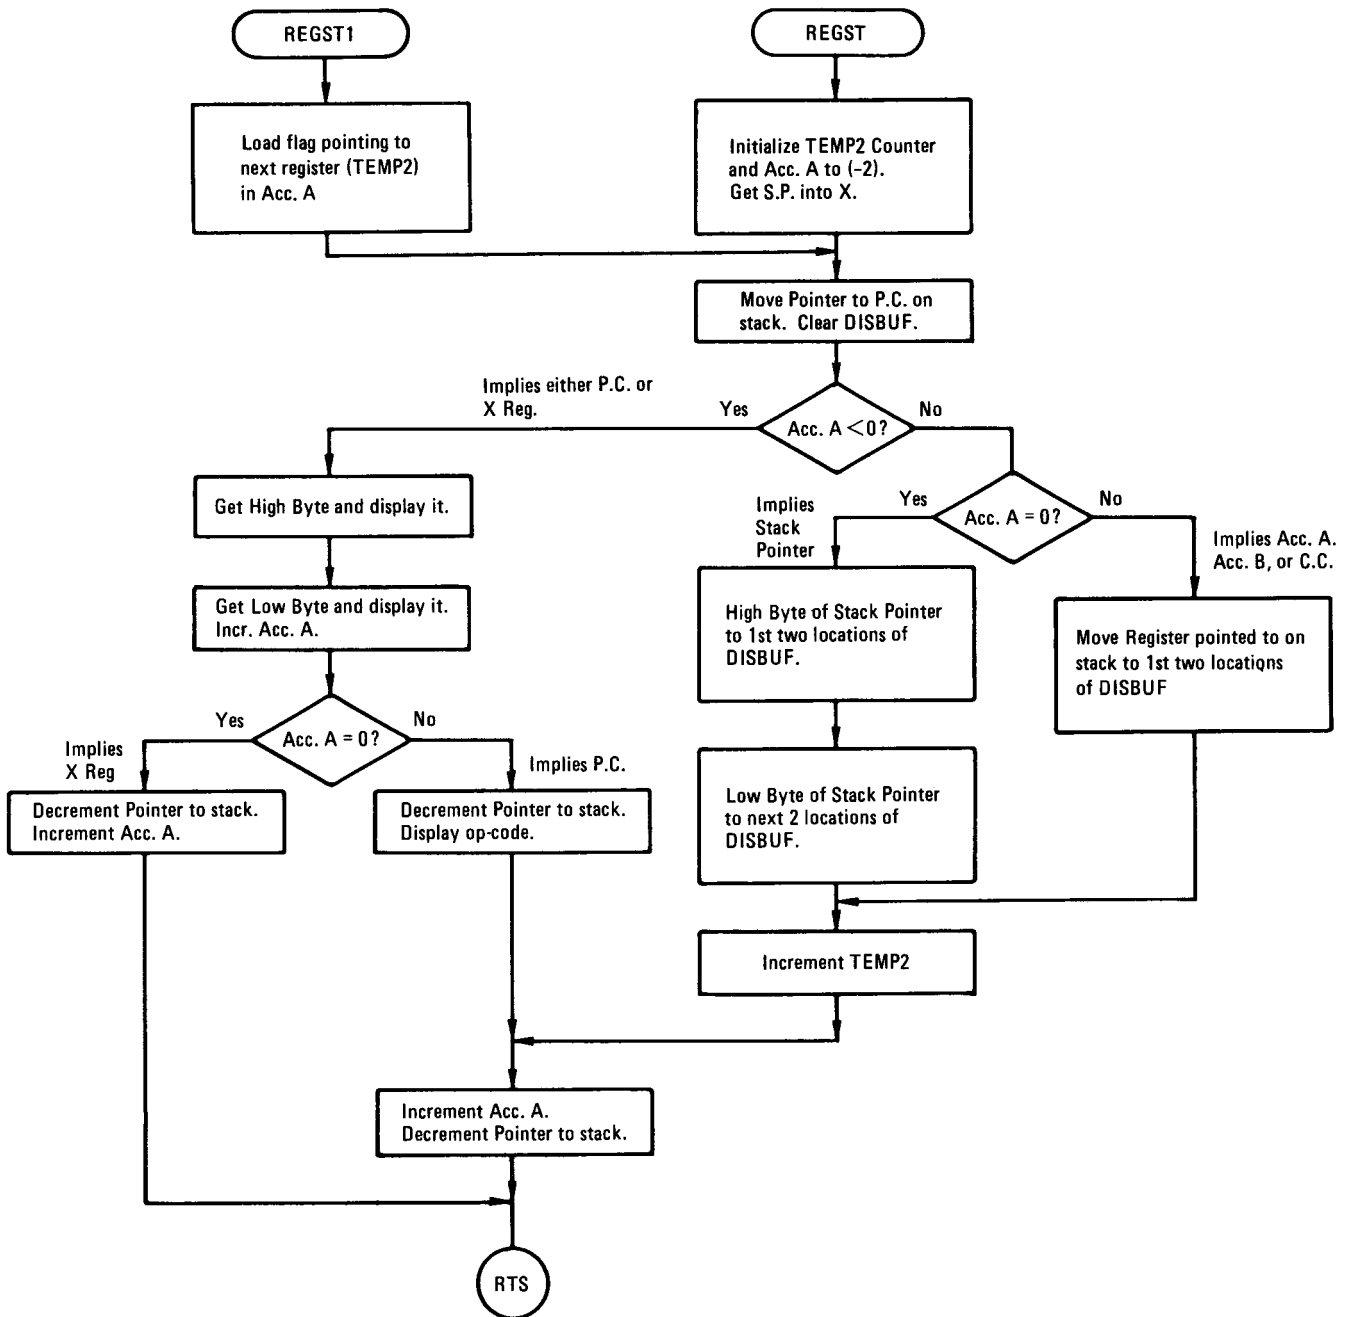 REGST1
REGST
Load flag pointing to
next register (TEMP2)
in Acc. A
Initialize TEMP2 Counter
and Acc. A to (-2).
Get S.P. into X.
Move Pointer to P.C. on
stack. Clear DISBUF.
Implies either P.C. or
X Reg.
Yes
Acc. A <0?
No
Get High Byte and display it.
Implies
Stack
Pointer
Yes
Acc. A = 0?
No
Implies Acc. A.
Acc. B, or C.C.
Get Low Byte and display it.
Incr. Acc. A.
High Byte of Stack Pointer
to 1st two locations of
DISBUF.
Move Register pointed to on
stack to 1st two locations
of DISBUF
Implies
X Reg
Yes
Acc. A = 0?
No
Implies P.C.
Decrement Pointer to stack.
Increment Acc. A.
Decrement Pointer to stack.
Display op-code.
Low Byte of Stack Pointer
to next 2 locations of
DISBUF.
Increment TEMP2
Increment Acc. A.
Decrement Pointer to stack.
RTS